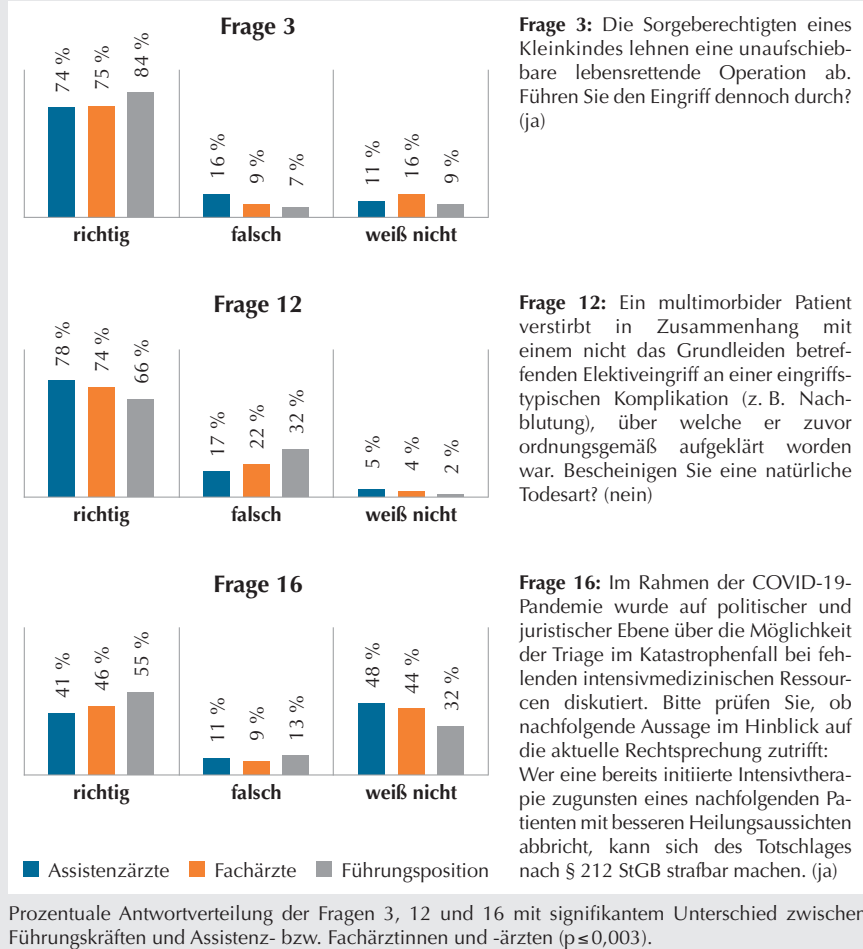 Frage 3
74 %
75 %
84 %
16 %
9 %
7 %
11 %
16 %
9 %
richtig
falsch
weiß nicht
Frage 3: Die Sorgeberechtigten eines
Kleinkindes lehnen eine unaufschieb-
bare lebensrettende Operation ab.
Führen Sie den Eingriff dennoch durch?
(ja)
Frage 12
78 %
74 %
66 %
17 %
22 %
32 %
5 %
4 %
2 %
richtig
falsch
weiß nicht
Frage 12: Ein multimorbider Patient
verstirbt in Zusammenhang mit
einem nicht das Grundleiden betref-
fenden Elektiveingriff an einer eingriffs-
typischen Komplikation (z. B. Nach-
blutung), über welche er zuvor
ordnungsgemäß aufgeklärt worden
war. Bescheinigen Sie eine natürliche
Todesart? (nein)
Frage 16
41 %
46 %
55 %
11 %
9 %
13 %
48 %
44 %
32 %
richtig
falsch
weiß nicht
Frage 16: Im Rahmen der COVID-19-
Pandemie wurde auf politischer und
juristischer Ebene über die Möglichkeit
der Triage im Katastrophenfall bei feh-
lenden intensivmedizinischen Ressour-
cen diskutiert. Bitte prüfen Sie, ob
nachfolgende Aussage im Hinblick auf
die aktuelle Rechtsprechung zutrifft:
Wer eine bereits initiierte Intensivthera-
pie zugunsten eines nachfolgenden Pa-
tienten mit besseren Heilungsaussichten
abbricht, kann sich des Totschlages
nach § 212 StGB strafbar machen. (ja)
Assistenzärzte Fachärzte Führungsposition
Prozentuale Antwortverteilung der Fragen 3, 12 und 16 mit signifikantem Unterschied zwischen
Führungskräften und Assistenz- bzw. Fachärztinnen und -ärzten (p ≤ 0,003).